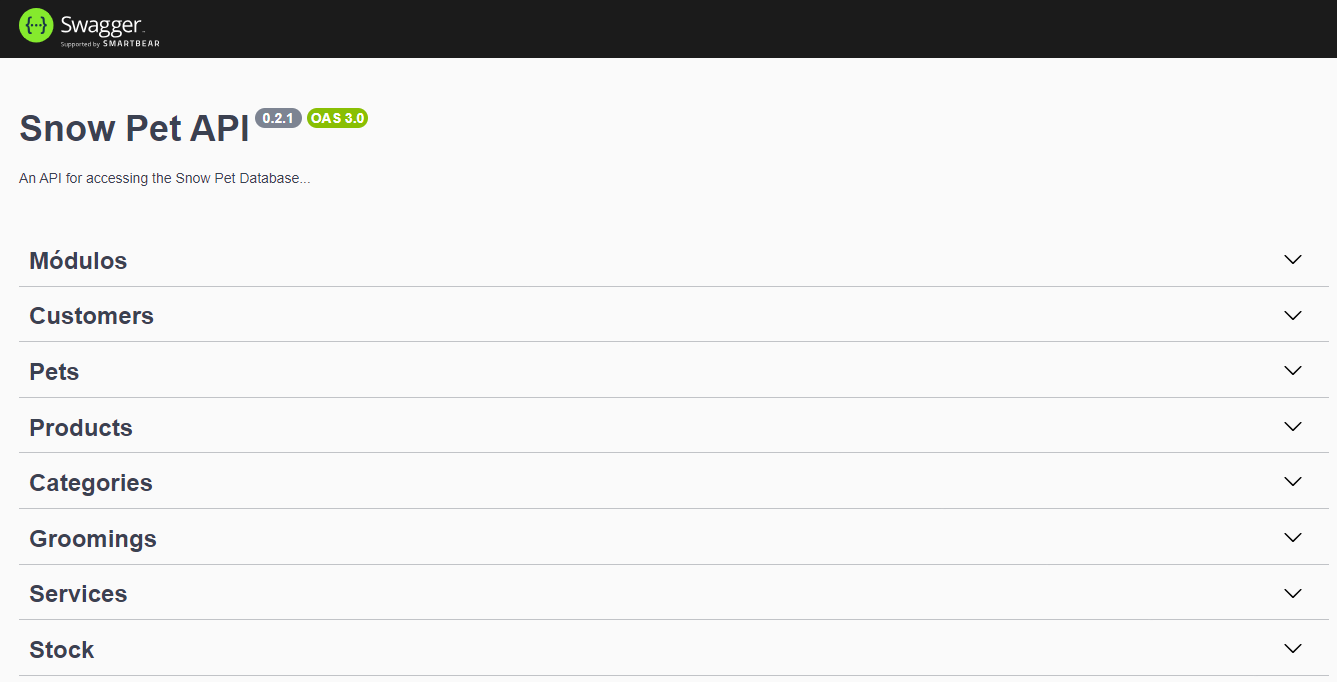 Swagger
Supported by SMARTBEAR
Snow Pet API 0.2.1 OAS 3.0
An API for accessing the Snow Pet Database...
Módulos
Customers
Pets
Products
Categories
Groomings
Services
Stock